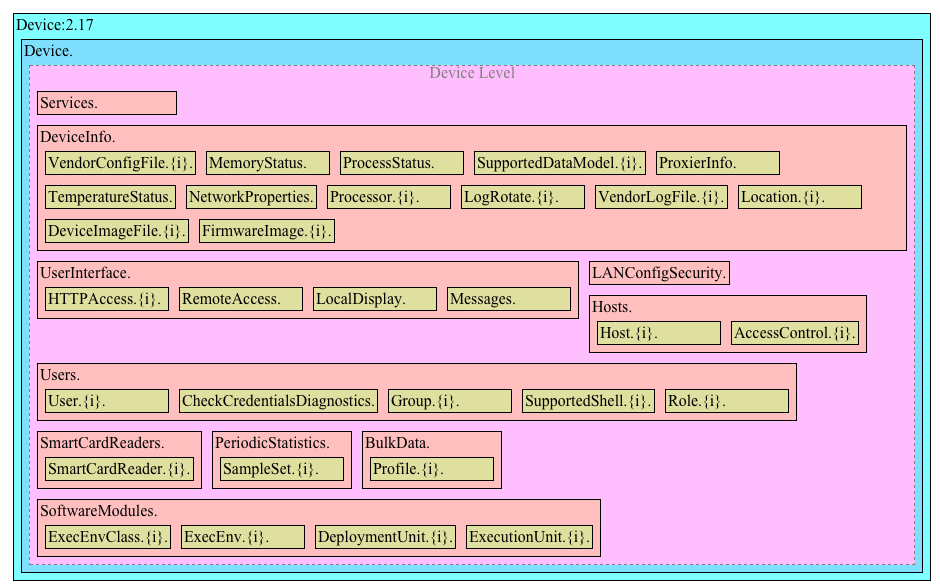 Device:2.17
Device.
Device Level
Services.
DeviceInfo.
VendorConfigFile.{i}. MemoryStatus. ProcessStatus. SupportedDataModel.{i}. ProxierInfo.
TemperatureStatus. NetworkProperties. Processor.{i}. LogRotate.{i}. VendorLogFile.{i}. Location.{i}.
DeviceImageFile.{i}. FirmwareImage.{i}.
UserInterface.
HTTPAccess.{i}. RemoteAccess. LocalDisplay. Messages.
LANConfigSecurity.
Hosts.
Host.{i}. AccessControl.{i}.
Users.
User.{i}. CheckCredentialsDiagnostics. Group.{i}. SupportedShell.{i}. Role.{i}.
SmartCardReaders.
SmartCardReader.{i}.
PeriodicStatistics.
SampleSet.{i}.
BulkData.
Profile.{i}.
SoftwareModules.
ExecEnvClass.{i}. ExecEnv.{i}. DeploymentUnit.{i}. ExecutionUnit.{i}.